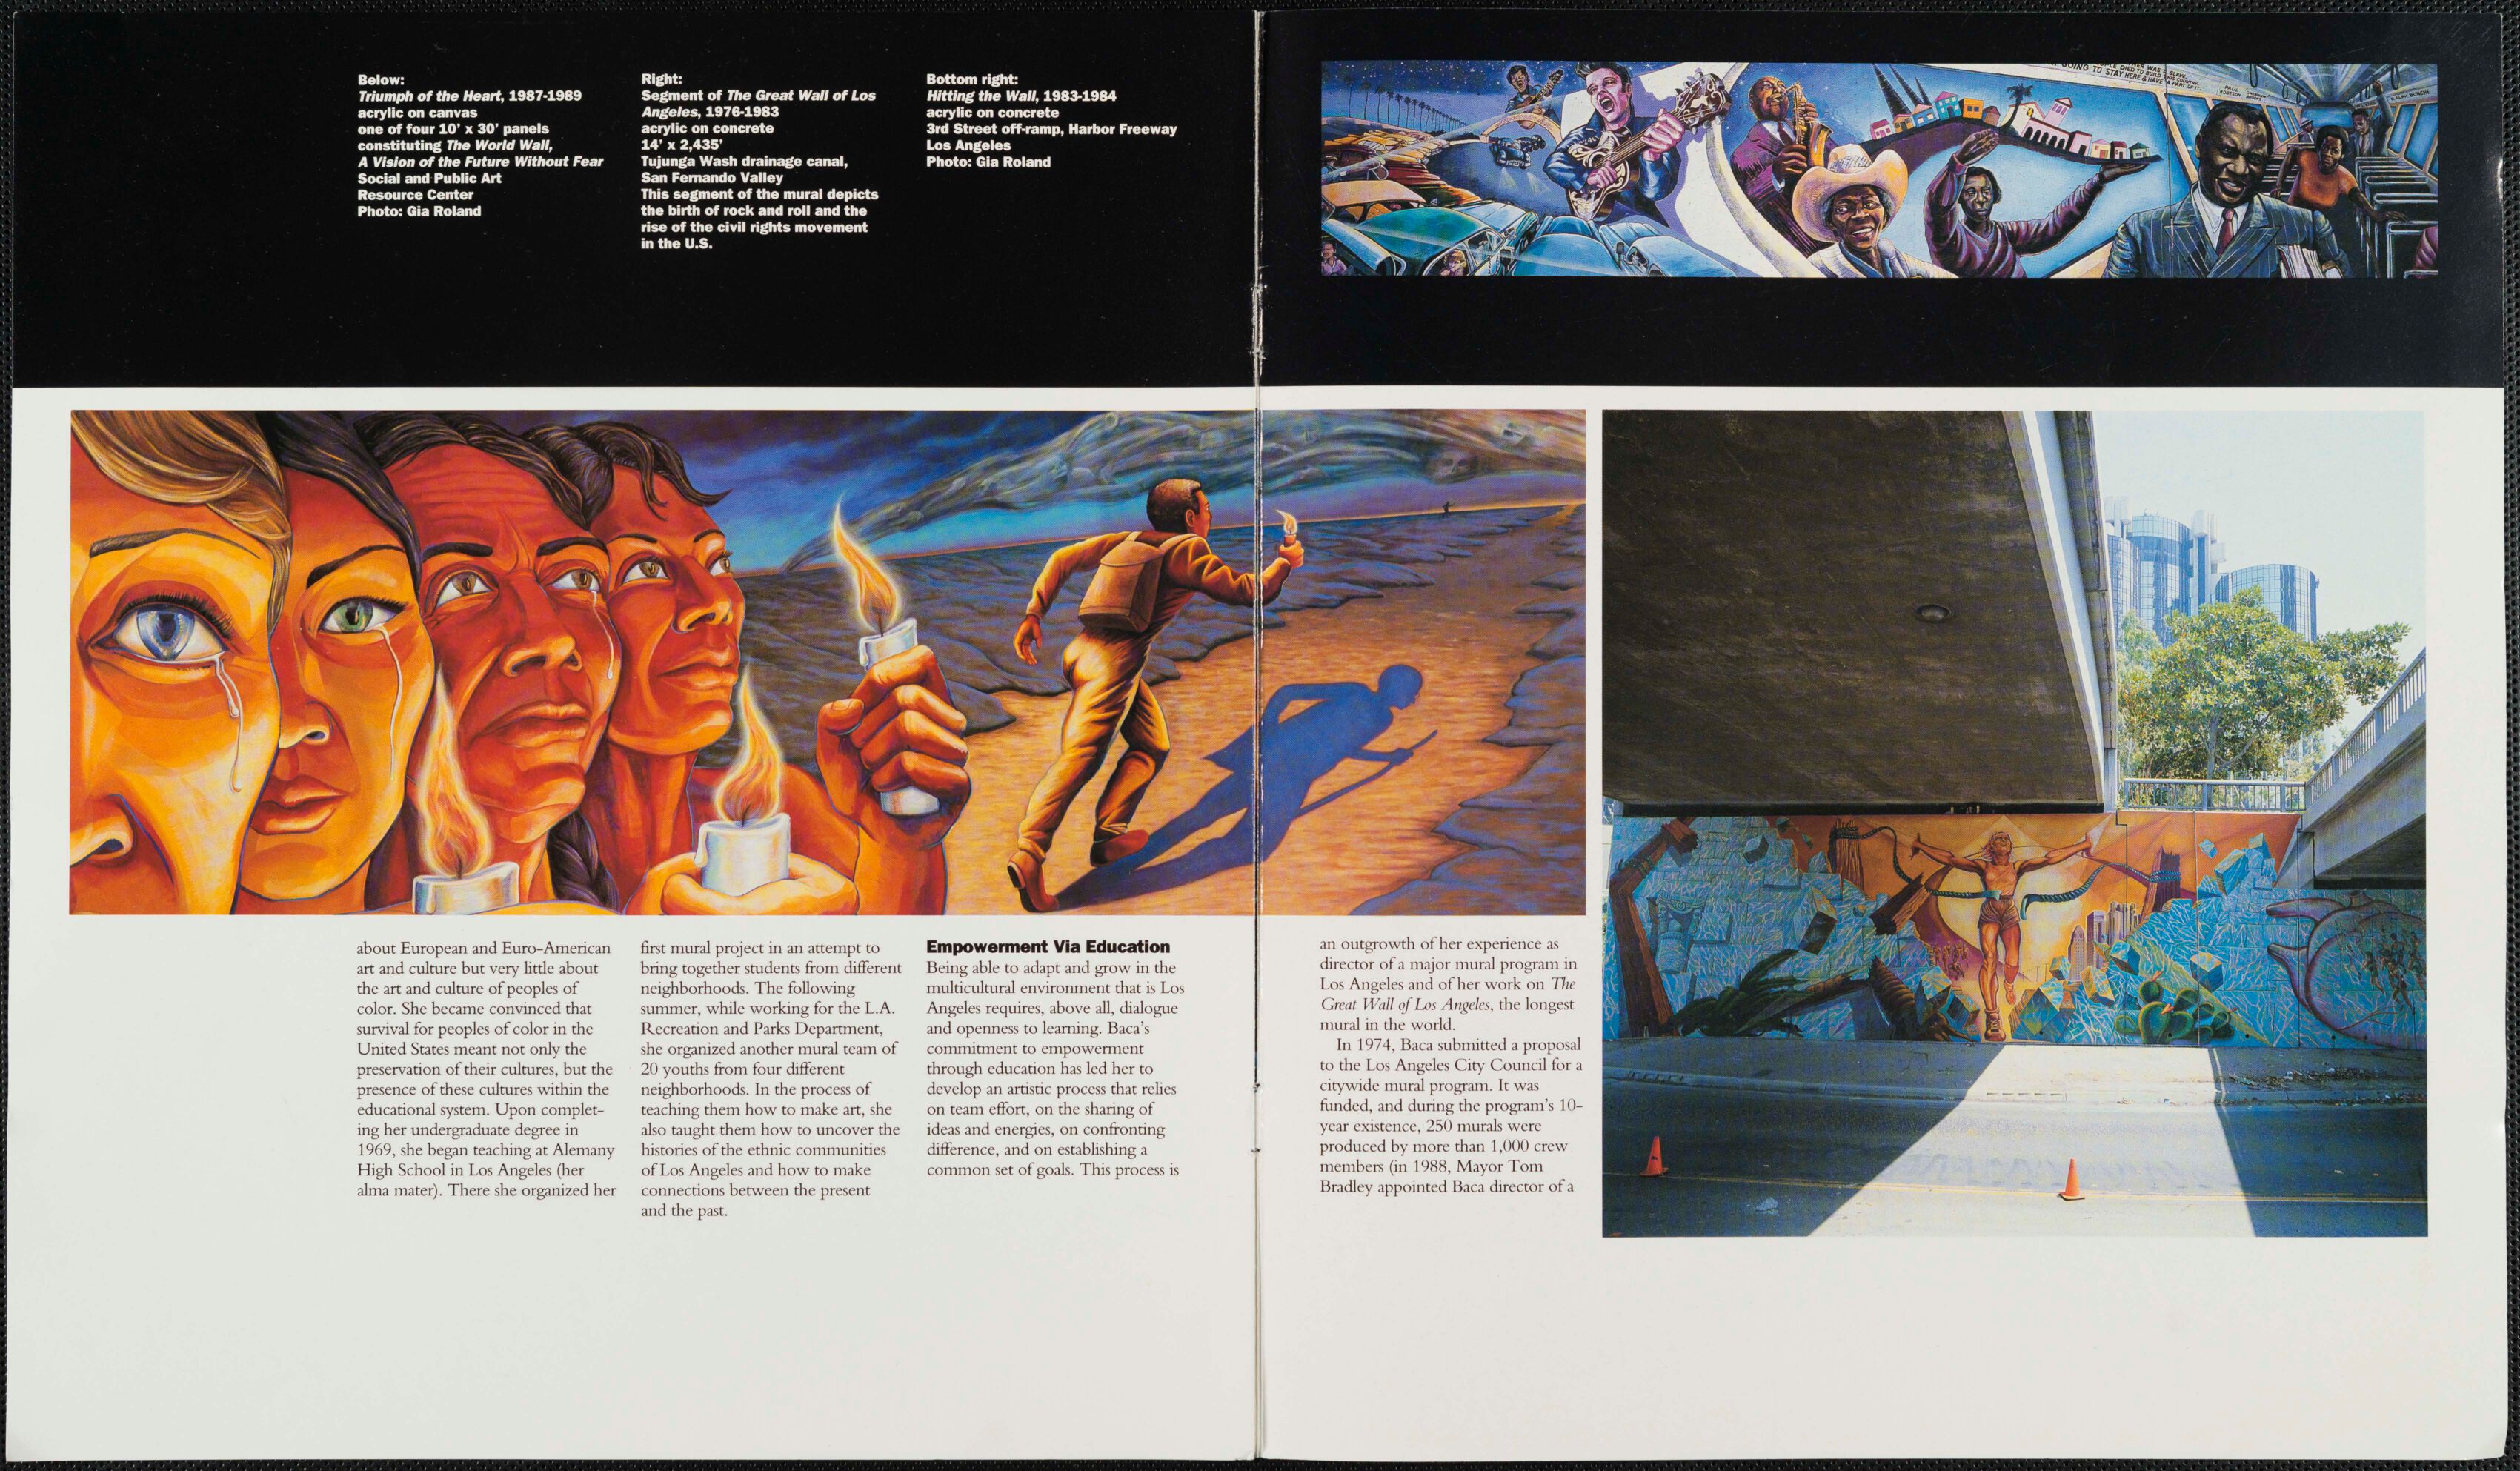 Below:
Triumph of the Heart, 1987-1989
acrylic on canvas
one of four 10' x 30' panels
constituting The World Wall,
A Vision of the Future Without Fear
Social and Public Art
Resource Center
Photo: Gia Roland
Right:
Segment of The Great Wall of Los
Angeles, 1976-1983
acrylic on concrete
14' x 2,435'
Tujunga Wash drainage canal,
San Fernando Valley
This segment of the mural depicts
the birth of rock and roll and the
rise of the civil rights movement
in the U.S.
Bottom right:
Hitting the Wall, 1983-1984
acrylic on concrete
3rd Street off-ramp, Harbor Freeway
Los Angeles
Photo: Gia Roland
GOING TO STAY HERE & HAVE A PART OF IT.
PAUL
ROBESON
RALPH BUNCHE
about European and Euro-American
art and culture but very little about
the art and culture of peoples of
color. She became convinced that
survival for peoples of color in the
United States meant not only the
preservation of their cultures, but the
presence of these cultures within the
educational system. Upon complet-
ing her undergraduate degree in
1969, she began teaching at Alemany
High School in Los Angeles (her
alma mater). There she organized her
first mural project in an attempt to
bring together students from different
neighborhoods. The following
summer, while working for the L.A.
Recreation and Parks Department,
she organized another mural team of
20 youths from four different
neighborhoods. In the process of
teaching them how to make art, she
also taught them how to uncover the
histories of the ethnic communities
of Los Angeles and how to make
connections between the present
and the past.
Empowerment Via Education
Being able to adapt and grow in the
multicultural environment that is Los
Angeles requires, above all, dialogue
and openness to learning. Baca's
commitment to empowerment
through education has led her to
develop an artistic process that relies
on team effort, on the sharing of
ideas and energies, on confronting
difference, and on establishing a
common set of goals. This process is
an outgrowth of her experience as
director of a major mural program in
Los Angeles and of her work on The
Great Wall of Los Angeles, the longest
mural in the world.
In 1974, Baca submitted a proposal
to the Los Angeles City Council for a
citywide mural program. It was
funded, and during the program's 10-
year existence, 250 murals were
produced by more than 1,000 crew
members (in 1988, Mayor Tom
Bradley appointed Baca director of a